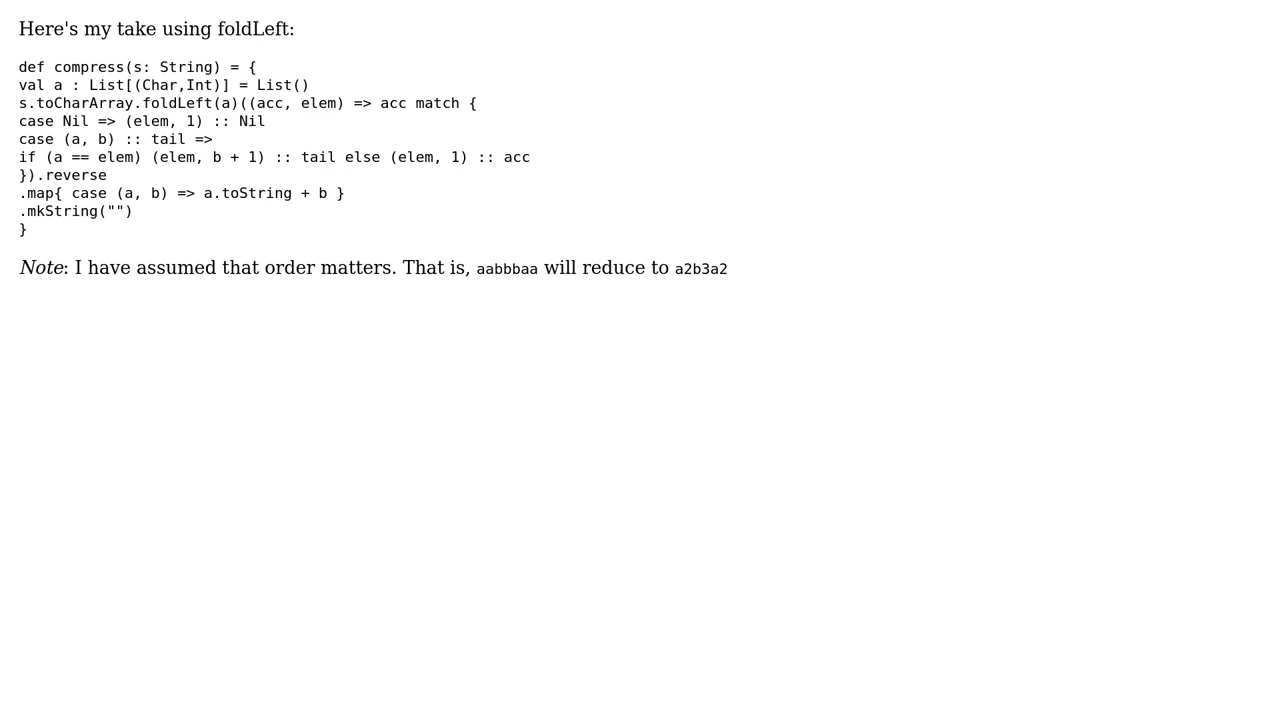 Here's my take using foldLeft:
def compress(s: String) = {
val a : List[(Char,Int)] = List()
s.toCharArray.foldLeft(a)((acc, elem) => acc match {
case Nil => (elem, 1) :: Nil
case (a, b) :: tail =>
if (a == elem) (elem, b + 1) :: tail else (elem, 1) :: acc
}).reverse
.map{ case (a, b) => a.toString + b }
.mkString("")
}
Note: I have assumed that order matters. That is, aabbbaa will reduce to a2b3a2